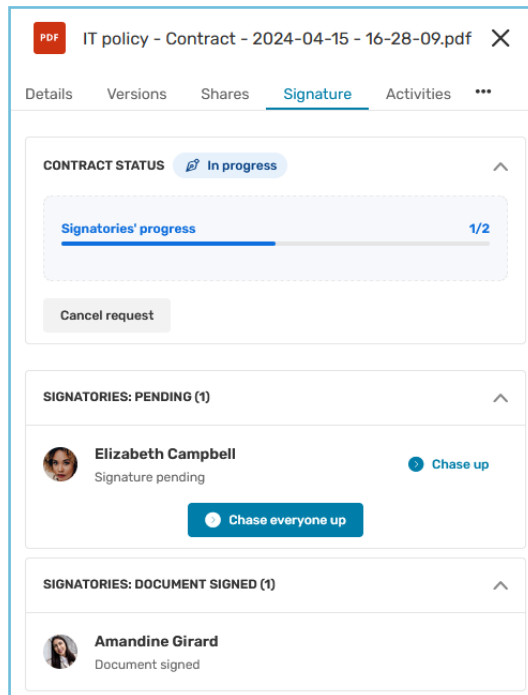 PDF IT policy - Contract - 2024-04-15 - 16-28-09.pdf
Details Versions Shares Signature Activities •••
CONTRACT STATUS In progress
Signatories' progress 1/2
Cancel request
SIGNATORIES: PENDING (1)
Elizabeth Campbell
Signature pending
Chase up
Chase everyone up
SIGNATORIES: DOCUMENT SIGNED (1)
Amandine Girard
Document signed